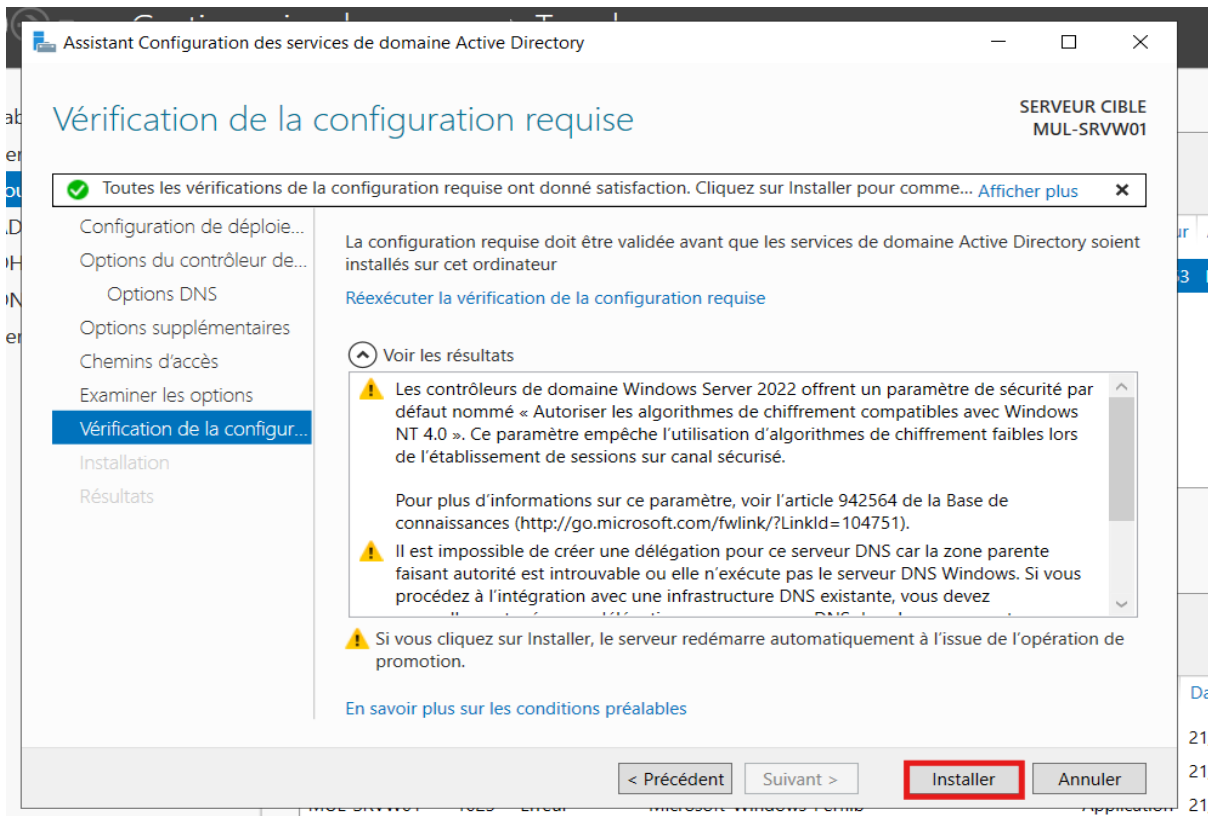 Assistant Configuration des services de domaine Active Directory
Vérification de la configuration requise
SERVEUR CIBLE
MUL-SRVW01
Toutes les vérifications de la configuration requise ont donné satisfaction. Cliquez sur Installer pour comme... Afficher plus
Configuration de déploie...
Options du contrôleur de...
Options DNS
Options supplémentaires
Chemins d'accès
Examiner les options
Vérification de la configur...
Installation
Résultats
La configuration requise doit être validée avant que les services de domaine Active Directory soient
installés sur cet ordinateur
Réexécuter la vérification de la configuration requise
Voir les résultats
Les contrôleurs de domaine Windows Server 2022 offrent un paramètre de sécurité par
défaut nommé « Autoriser les algorithmes de chiffrement compatibles avec Windows
NT 4.0 ». Ce paramètre empêche l'utilisation d'algorithmes de chiffrement faibles lors
de l'établissement de sessions sur canal sécurisé.
Pour plus d'informations sur ce paramètre, voir l'article 942564 de la Base de
connaissances (http://go.microsoft.com/fwlink/?LinkId=104751).
Il est impossible de créer une délégation pour ce serveur DNS car la zone parente
faisant autorité est introuvable ou elle n'exécute pas le serveur DNS Windows. Si vous
procédez à l'intégration avec une infrastructure DNS existante, vous devez
Si vous cliquez sur Installer, le serveur redémarre automatiquement à l'issue de l'opération de
promotion.
En savoir plus sur les conditions préalables
< Précédent
Suivant >
Installer
Annuler
21
21
21